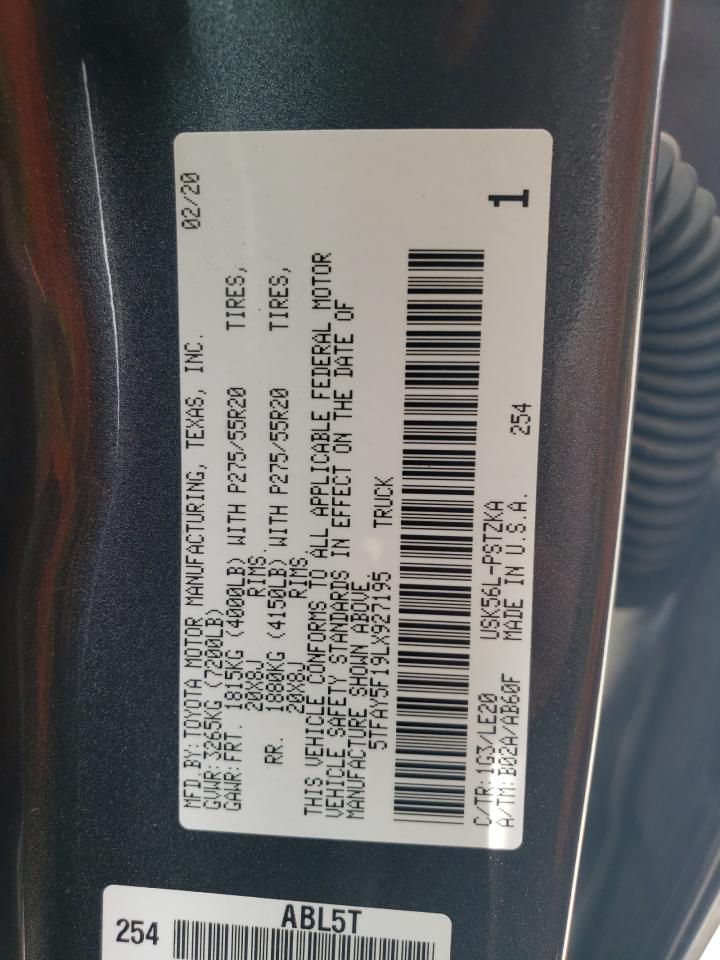 MFD.BY:TOYOTA MOTOR MANUFACTURING, TEXAS, INC. 02/20
GVWR:3265KG (7200LB)
GAWR:FRT. 1815KG (4000LB) WITH P275/55R20 TIRES,
20X8J RIMS.
RR. 1880KG (4150LB) WITH P275/55R20 TIRES,
20X8J RIMS.
THIS VEHICLE CONFORMS TO ALL APPLICABLE FEDERAL MOTOR
VEHICLE SAFETY STANDARDS IN EFFECT ON THE DATE OF
MANUFACTURE SHOWN ABOVE.
5TFAY5F19LX927195 TRUCK
C/TR:1G3/LE20 USK56L-PSTZKA 254 1
A/TM:B02A/AB60F MADE IN U.S.A.
254 ABL5T